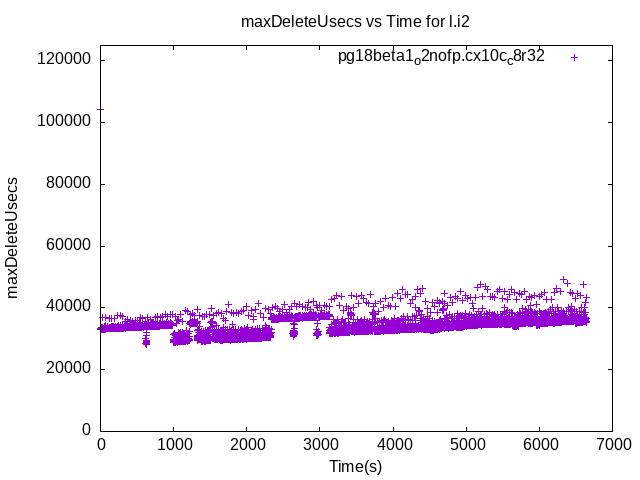 maxDeleteUsecs vs Time for l.i2
pg18beta1o2nofp.cx10cc8r32
120000
100000
80000
60000
40000
20000
0
maxDeleteUsecs
0 1000 2000 3000 4000 5000 6000 7000
Time(s)